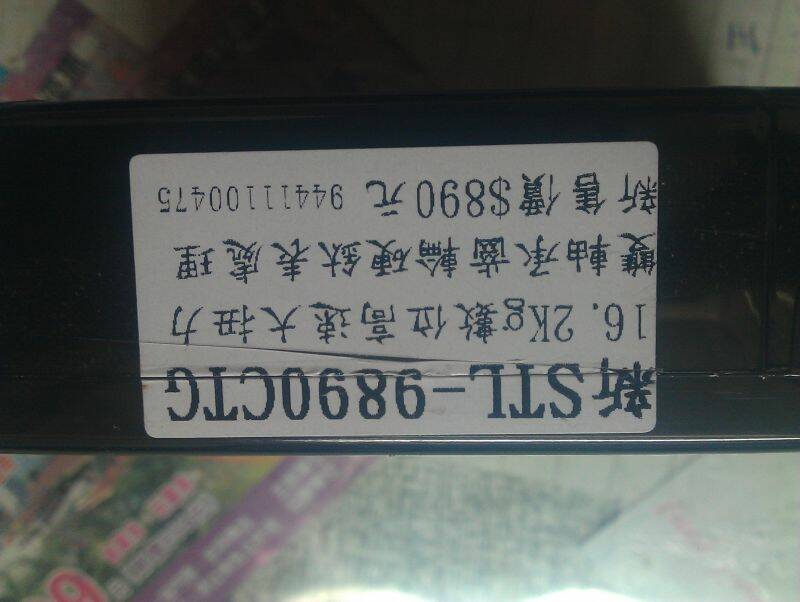 新STL-9890CTG
16.2Kg數位高速大扭力
雙軸承齒輪硬鈦表處理
新售價$890元 9441100475